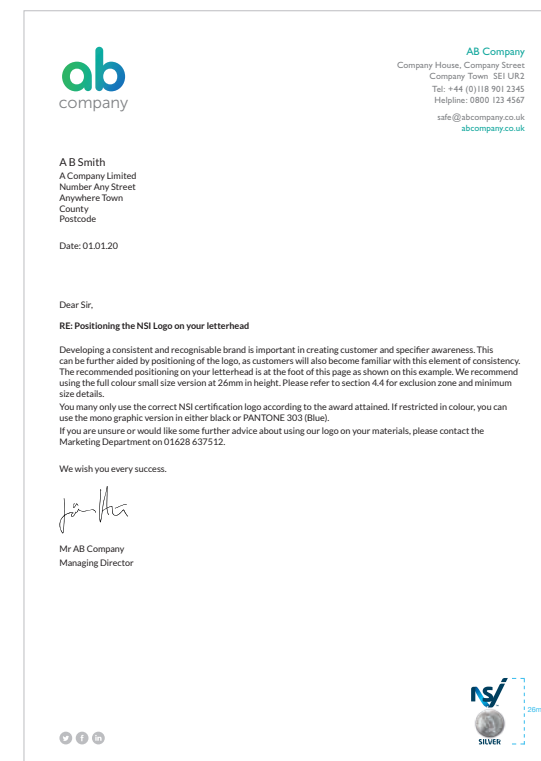 ab
company
AB Company
Company House, Company Street
Company Town SE1 UR2
Tel: +44 (0)118 901 2345
Helpline: 0800 123 4567
safe@abcompany.co.uk
abcompany.co.uk
A B Smith
A Company Limited
Number Any Street
Anywhere Town
County
Postcode
Date: 01.01.20
Dear Sir,
RE: Positioning the NSI Logo on your letterhead
Developing a consistent and recognisable brand is important in creating customer and specifier awareness. This
can be further aided by positioning of the logo, as customers will also become familiar with this element of consistency.
The recommended positioning on your letterhead is at the foot of this page as shown on this example. We recommend
using the full colour small size version at 26mm in height. Please refer to section 4.4 for exclusion zone and minimum
size details.
You many only use the correct NSI certification logo according to the award attained. If restricted in colour, you can
use the mono graphic version in either black or PANTONE 303 (Blue).
If you are unsure or would like some further advice about using our logo on your materials, please contact the
Marketing Department on 01628 637512.
We wish you every success.
Mr AB Company
Managing Director
NSI
26m
SILVER